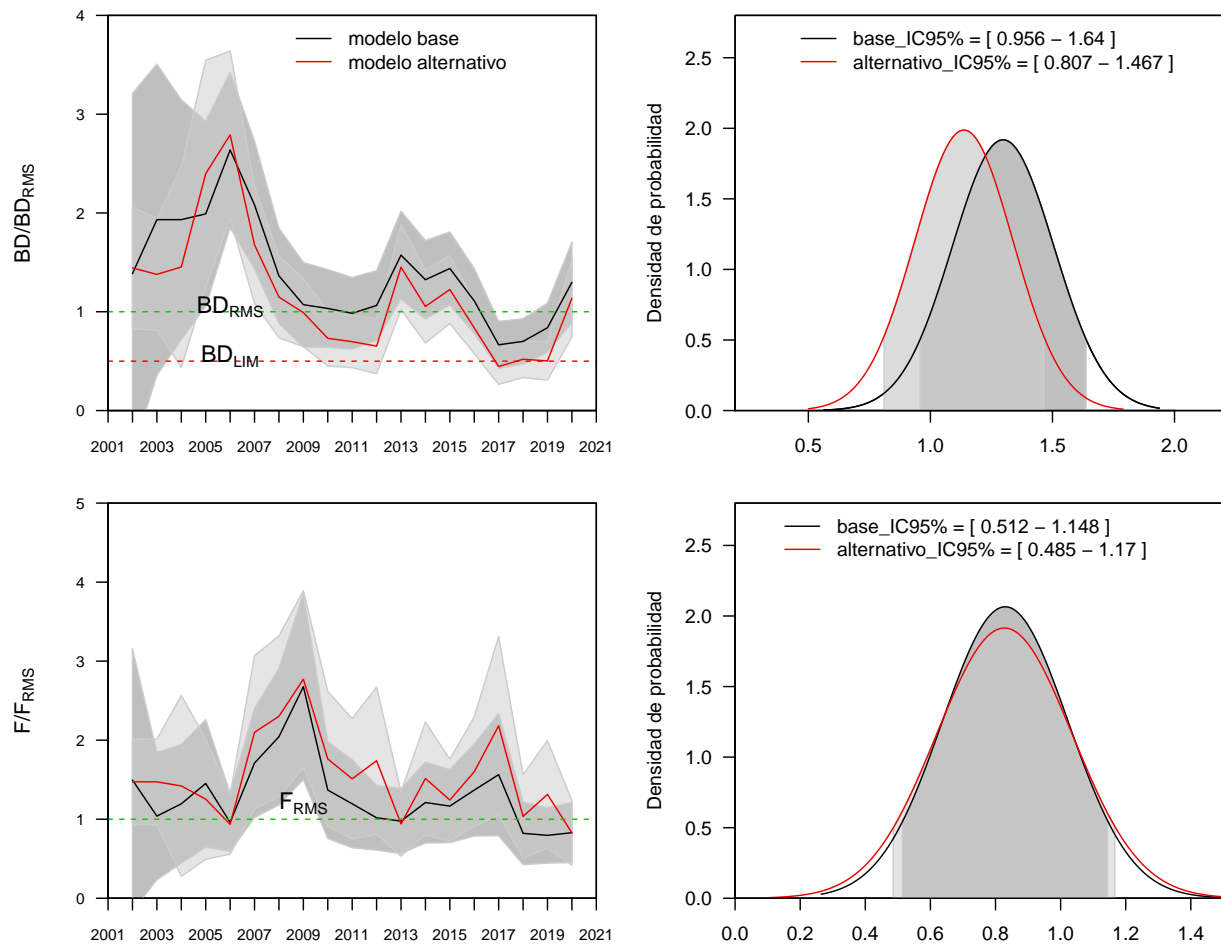 4
3
2
1
0
BD/BD_RMS
modelo base
modelo alternativo
BD_RMS
BD_LIM
2001 2003 2005 2007 2009 2011 2013 2015 2017 2019 2021
2.5
2.0
1.5
1.0
0.5
0.0
Densidad de probabilidad
base_IC95% = [ 0.956 − 1.64 ]
alternativo_IC95% = [ 0.807 − 1.467 ]
0.5 1.0 1.5 2.0
5
4
3
2
1
0
F/F_RMS
F_RMS
2001 2003 2005 2007 2009 2011 2013 2015 2017 2019 2021
2.5
2.0
1.5
1.0
0.5
0.0
Densidad de probabilidad
base_IC95% = [ 0.512 − 1.148 ]
alternativo_IC95% = [ 0.485 − 1.17 ]
0.0 0.2 0.4 0.6 0.8 1.0 1.2 1.4